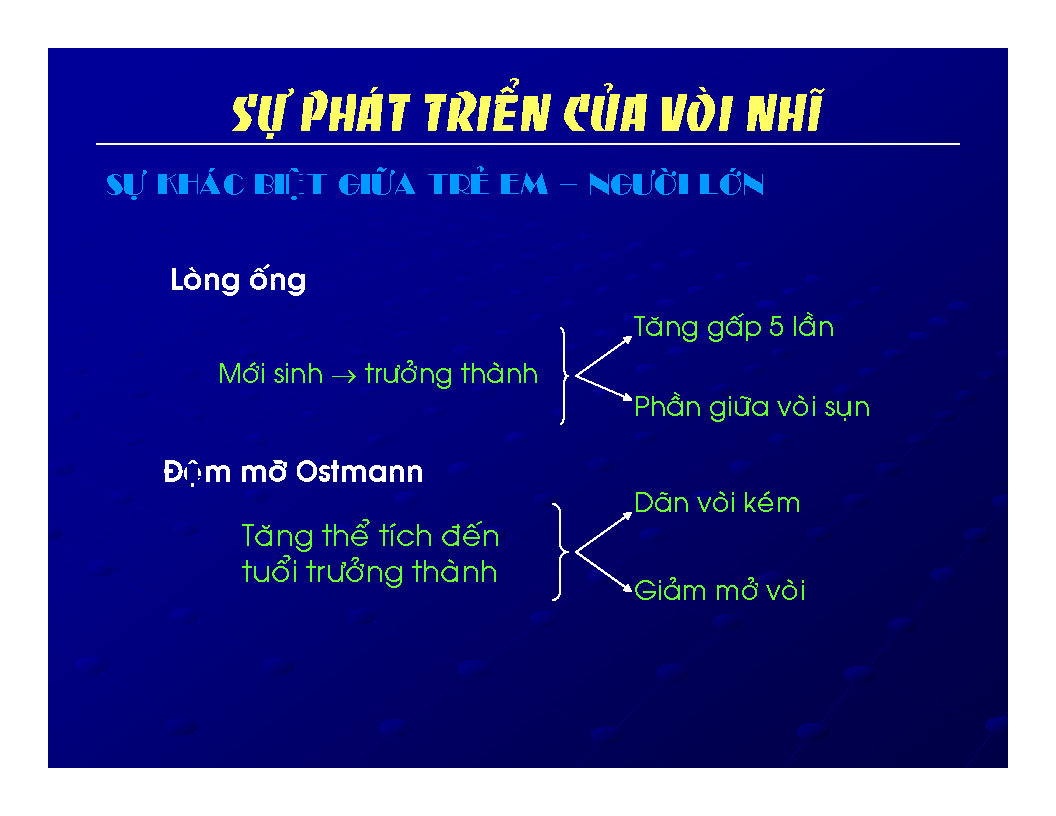 SỰ PHÁT TRIỂN CỦA VÒI NHĨ
SỰ KHÁC BIỆT GIỮA TRẺ EM – NGƯỜI LỚN
Lòng ống
Mới sinh → trưởng thành
Tăng gấp 5 lần
Phần giữa vòi sụn
Độm mỡ Ostmann
Tăng thể tích đến
tuổi trưởng thành
Dãn vòi kém
Giảm mở vòi